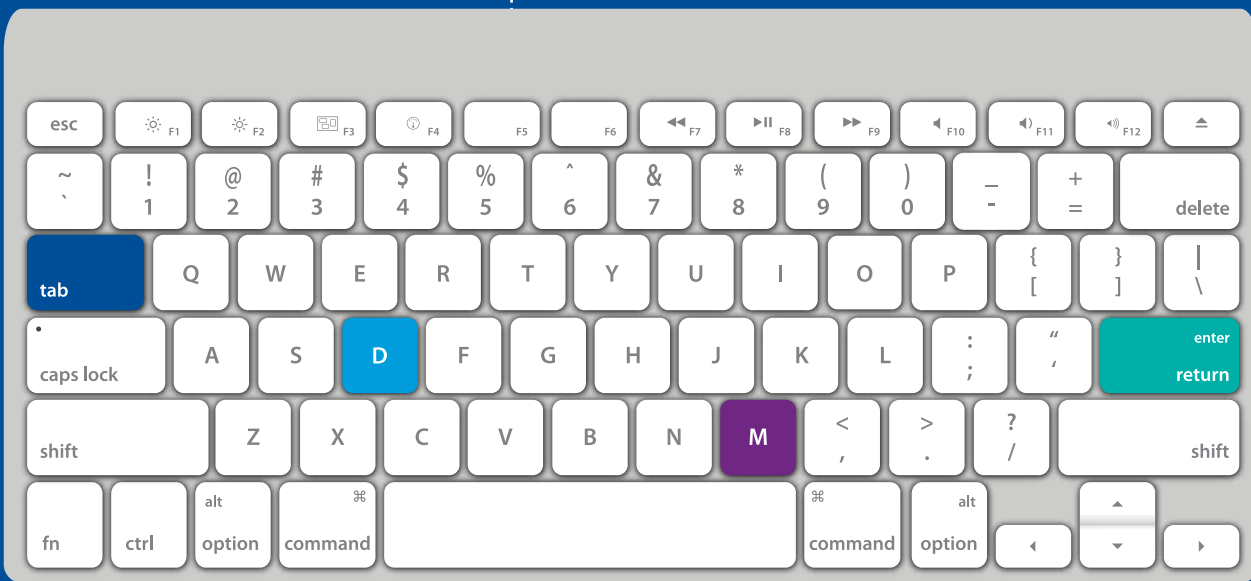 esc F1 F2 F3 F4 F5 F6 F7 F8 F9 F10 F11 F12
~ ! @ # $ % ˆ & * ( ) _ +
` 1 2 3 4 5 6 7 8 9 0 - = delete
tab Q W E R T Y U I O P { [ } ] | \
caps lock A S D F G H J K L : ; “ ‘ enter return
shift Z X C V B N M < , > . ? / shift
alt ⌘ ⌘ alt
fn ctrl option command command option